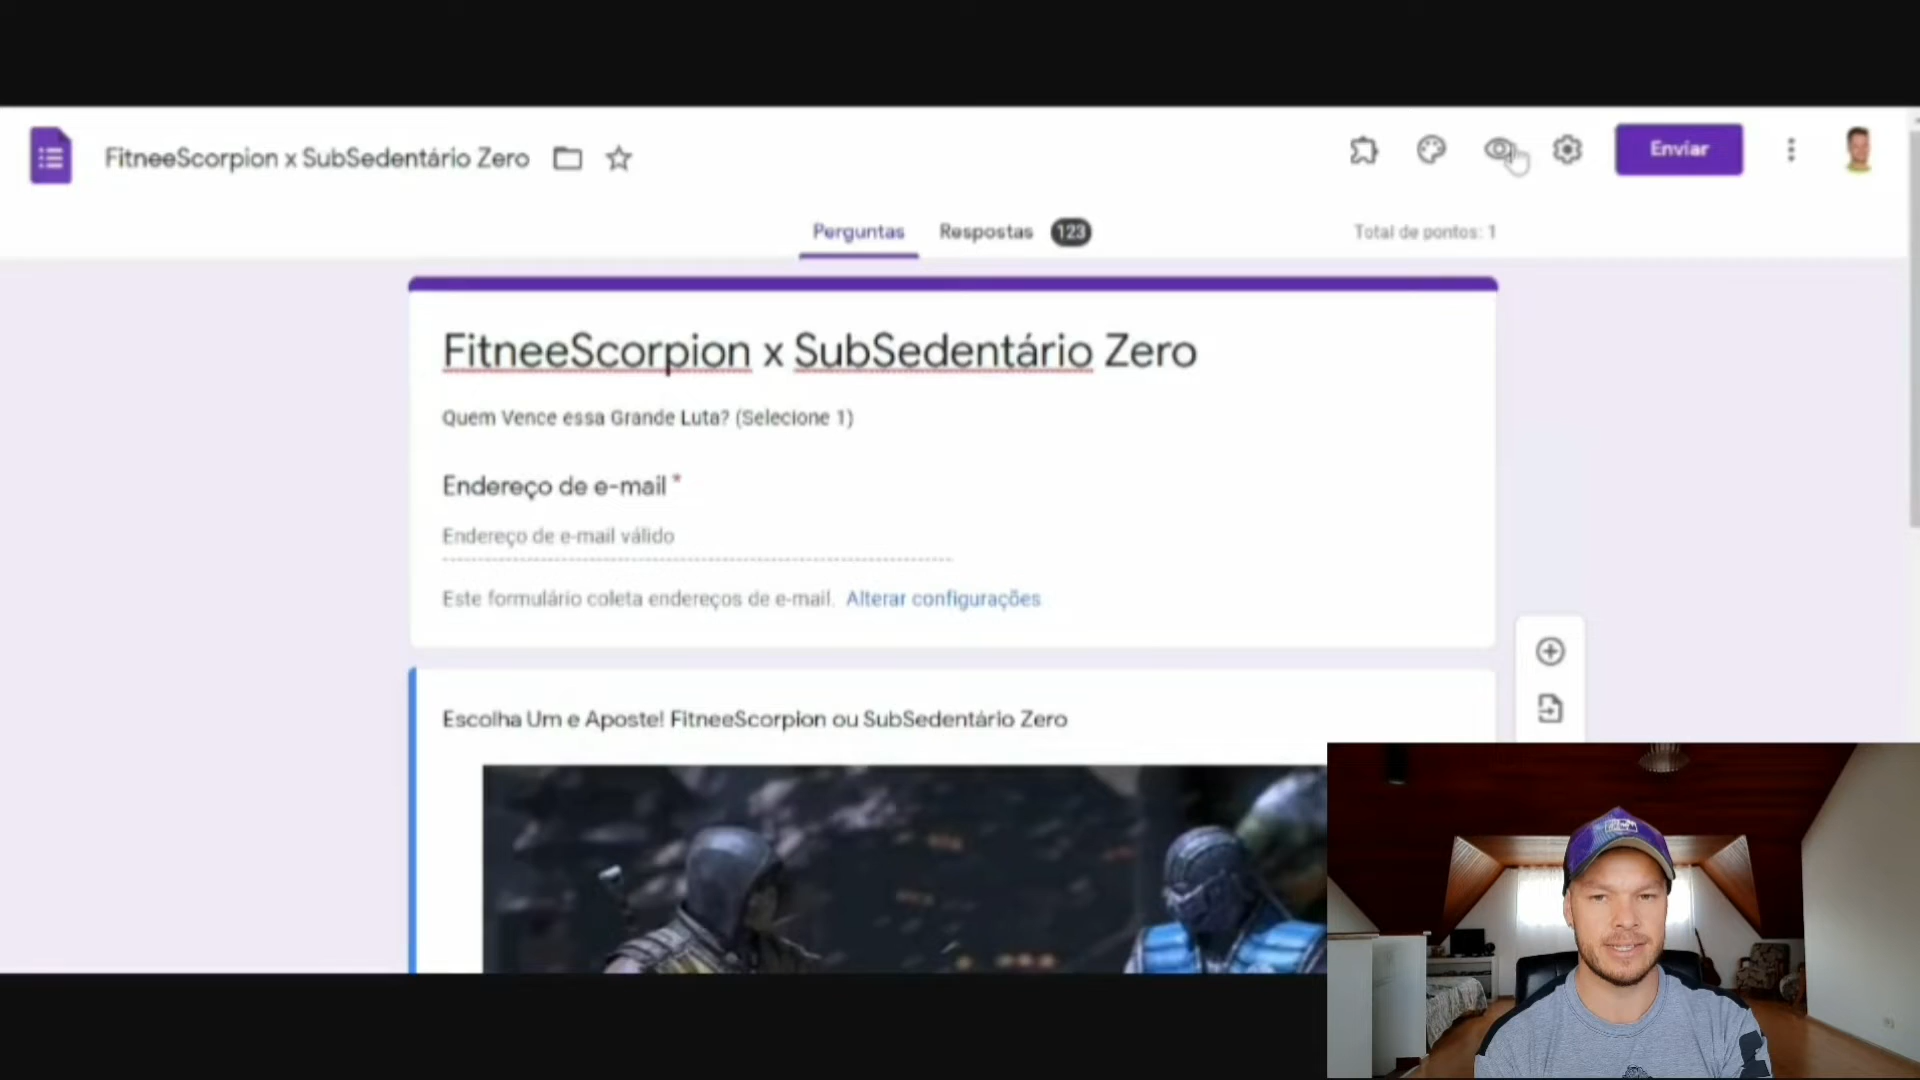 FitneeScorpion x SubSedentário Zero
Enviar
Perguntas
Respostas
123
Total de pontos: 1
FitneeScorpion x SubSedentário Zero
Quem Vence essa Grande Luta? (Selecione 1)
Endereço de e-mail *
Endereço de e-mail válido
Este formulário coleta endereços de e-mail. Alterar configurações
Escolha Um e Aposte! FitneeScorpion ou SubSedentário Zero